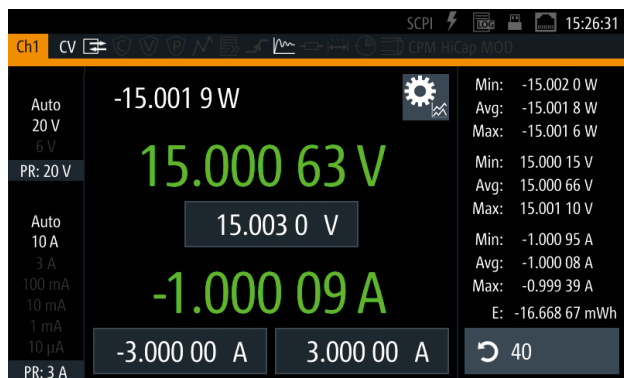 SCPI LOG 15:26:31
Ch1 CV C V P CPM HiCap MOD
Auto
20 V
6 V
PR: 20 V
Auto
10 A
3 A
100 mA
10 mA
1 mA
10 µA
PR: 3 A
-15.001 9 W
15.000 63 V
15.003 0 V
-1.000 09 A
-3.000 00 A 3.000 00 A
Min: -15.002 0 W
Avg: -15.001 8 W
Max: -15.001 6 W
Min: 15.000 15 V
Avg: 15.000 66 V
Max: 15.001 10 V
Min: -1.000 95 A
Avg: -1.000 08 A
Max: -0.999 39 A
E: -16.668 67 mWh
40